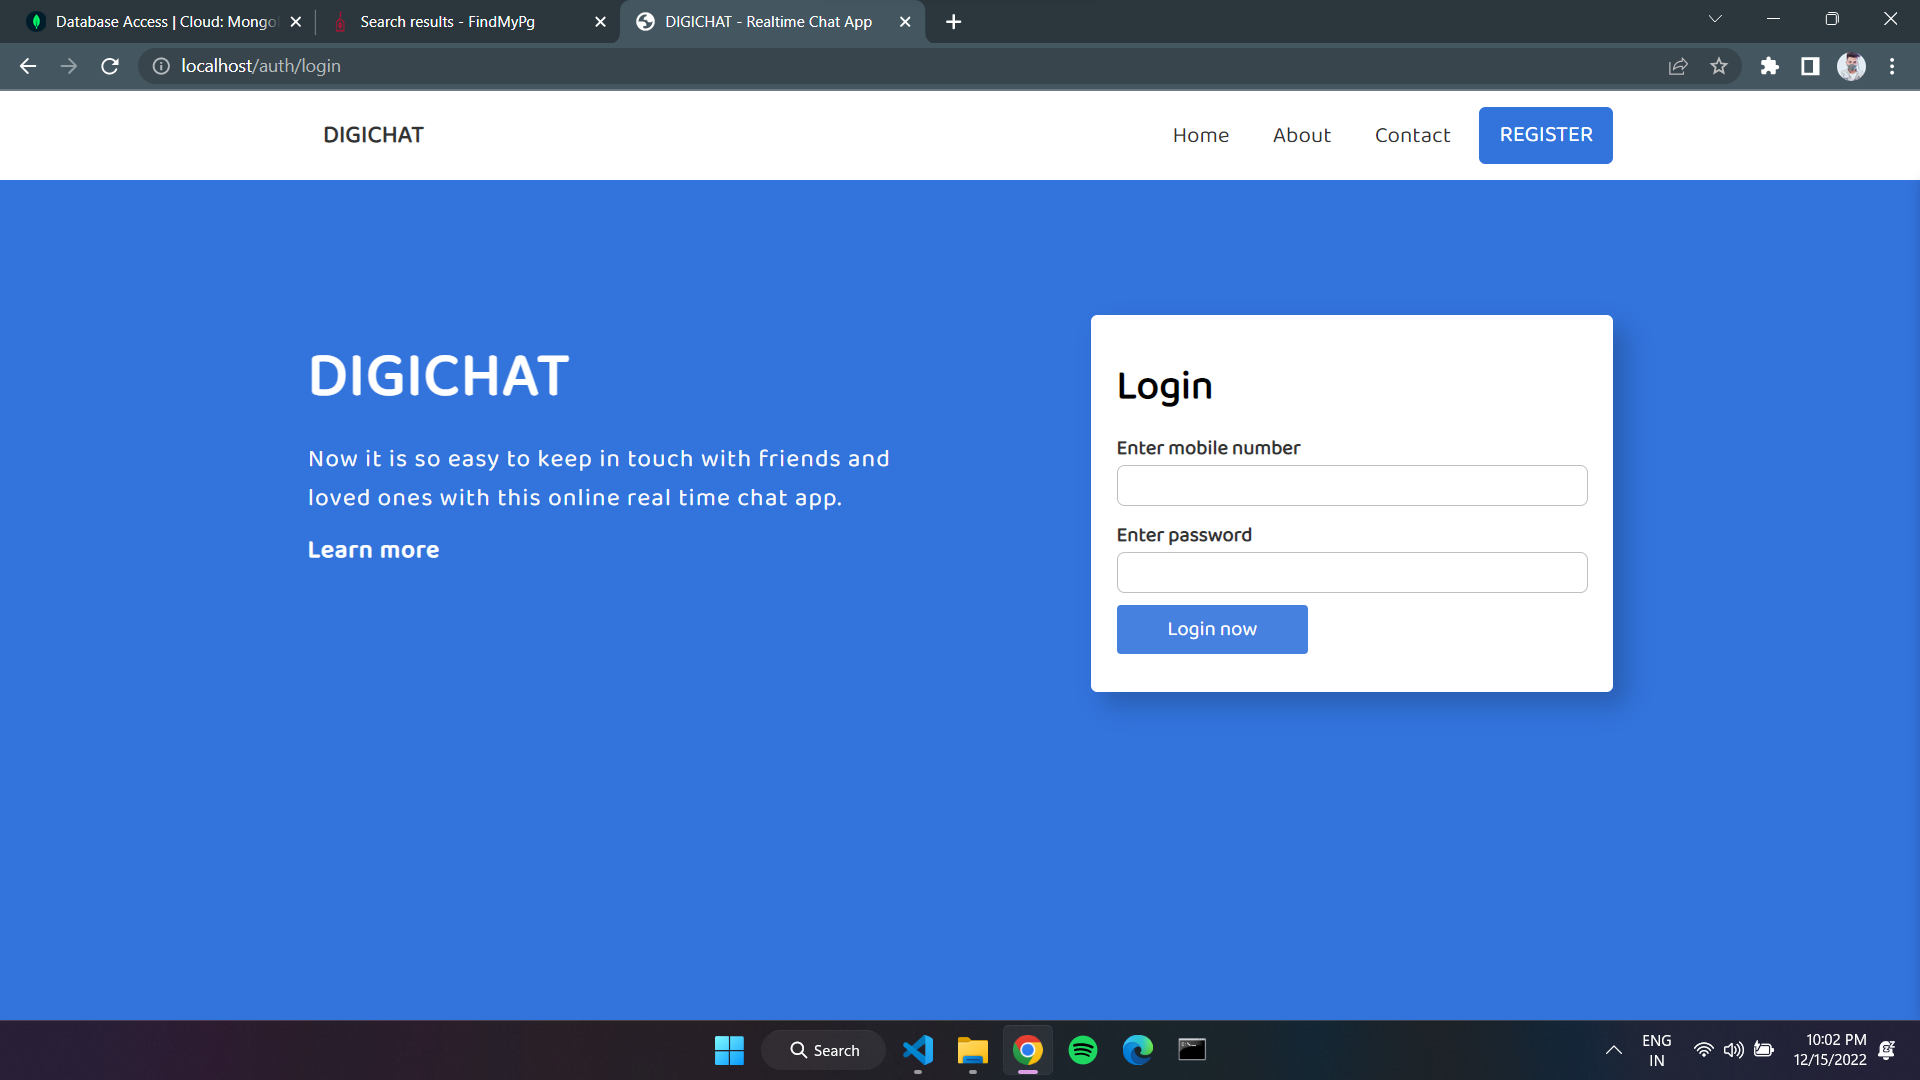 Database Access | Cloud: Mongo
Search results - FindMyPg
DIGICHAT - Realtime Chat App
localhost/auth/login
DIGICHAT
Home
About
Contact
REGISTER
DIGICHAT
Now it is so easy to keep in touch with friends and
loved ones with this online real time chat app.
Learn more
Login
Enter mobile number
Enter password
Login now
Search
ENG
IN
10:02 PM
12/15/2022